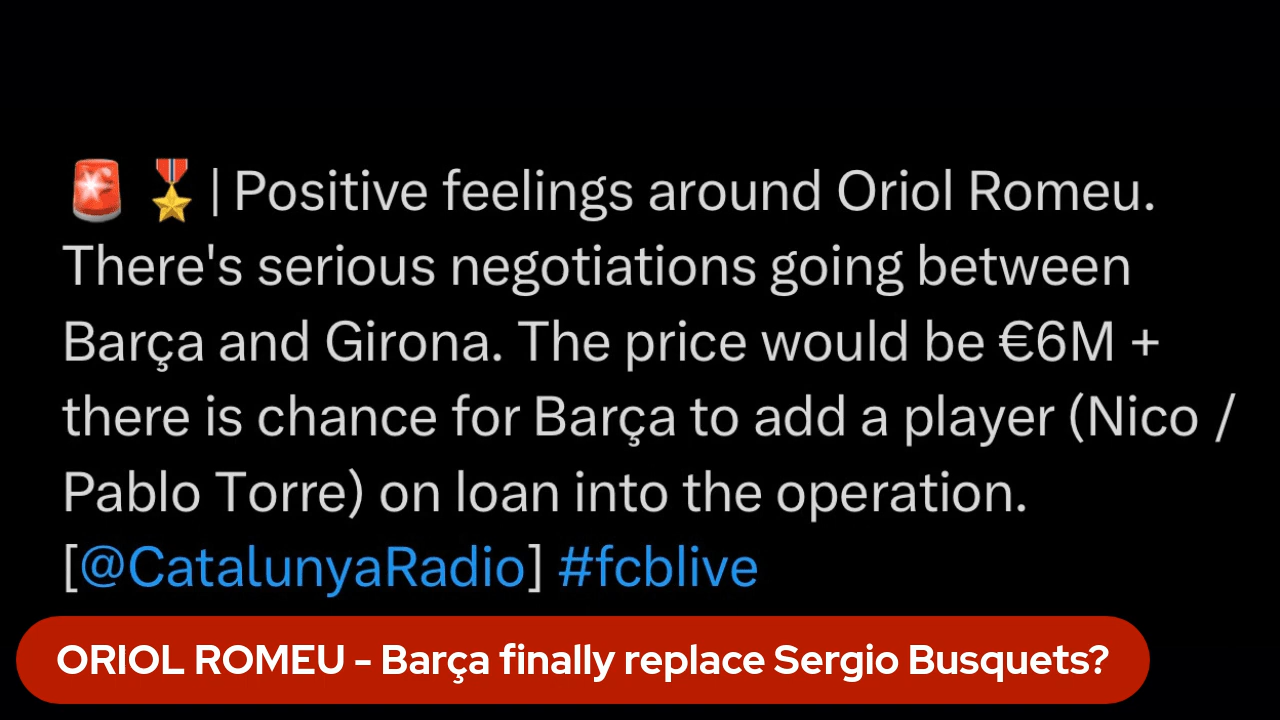 🚨 🎖️ | Positive feelings around Oriol Romeu.
There's serious negotiations going between
Barça and Girona. The price would be €6M +
there is chance for Barça to add a player (Nico /
Pablo Torre) on loan into the operation.
[@CatalunyaRadio] #fcblive
ORIOL ROMEU - Barça finally replace Sergio Busquets?